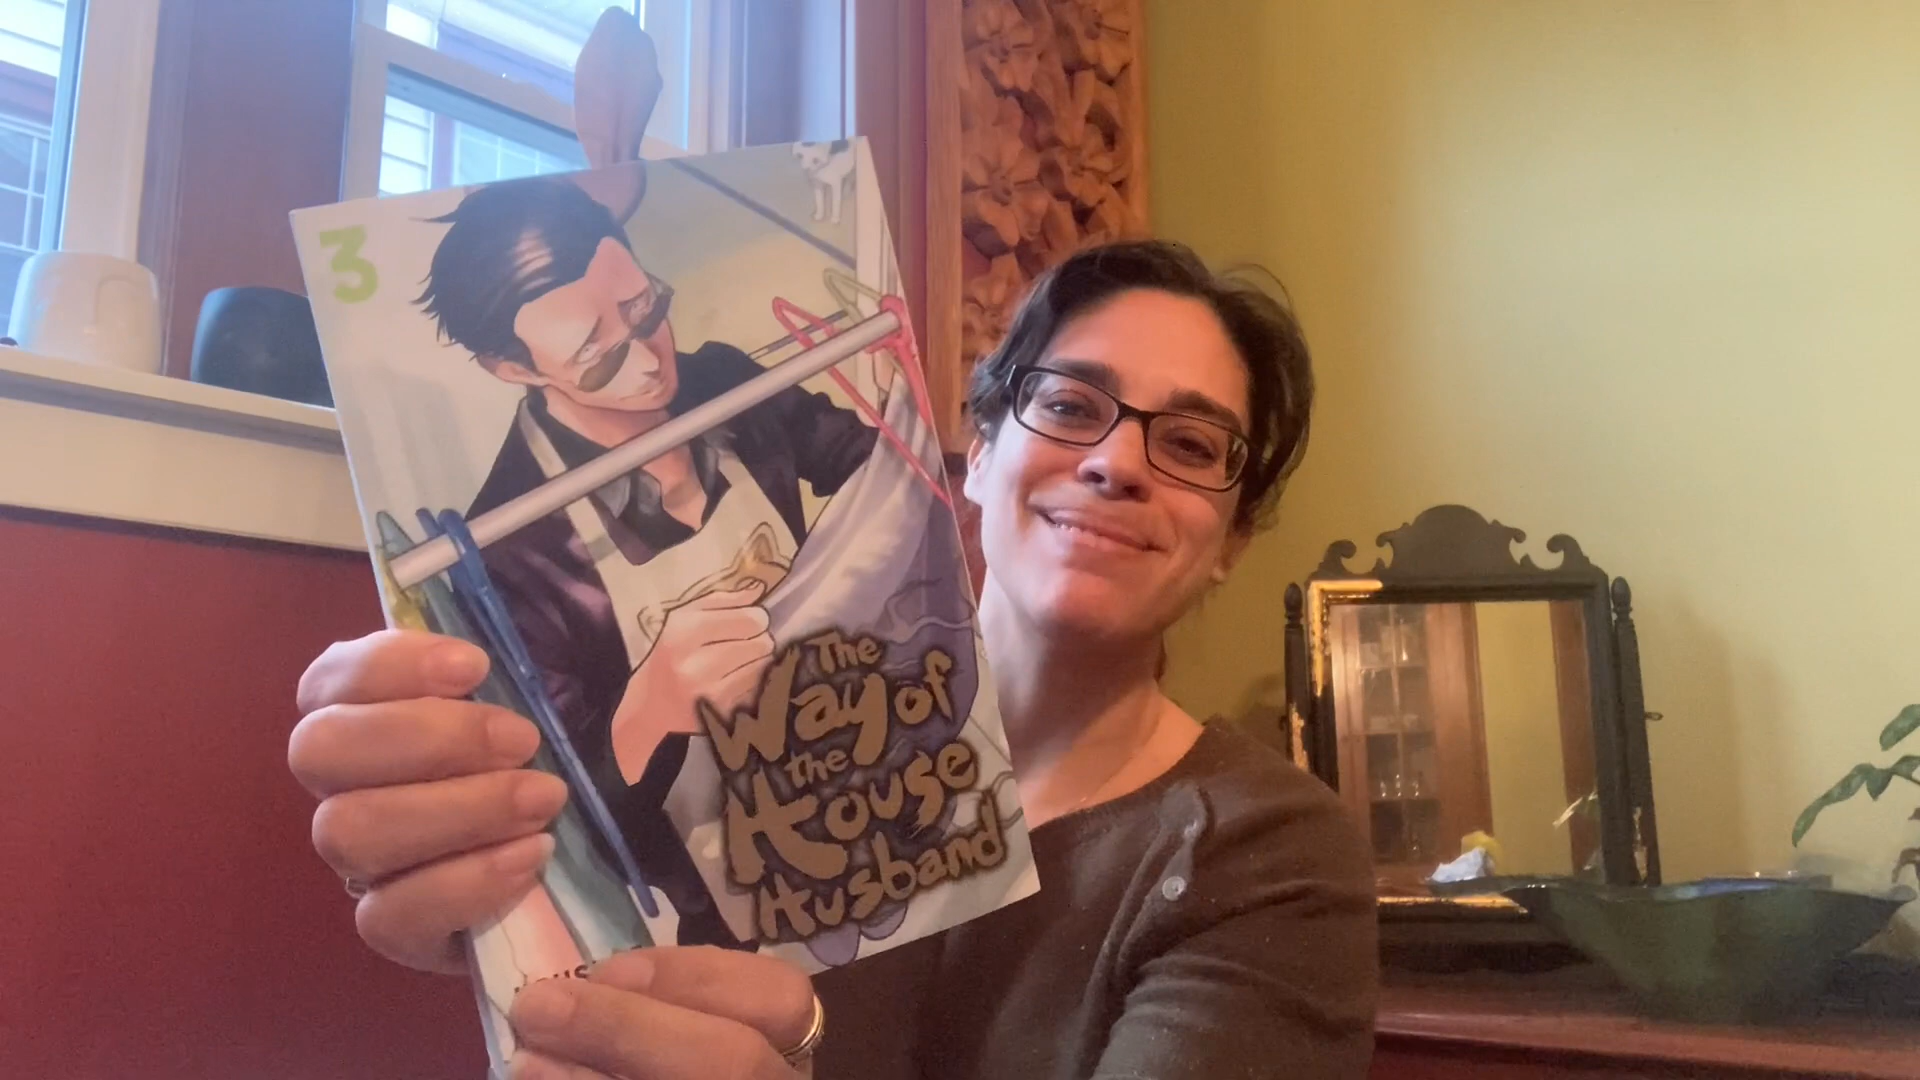 3
The
Way of
the
House
Husband